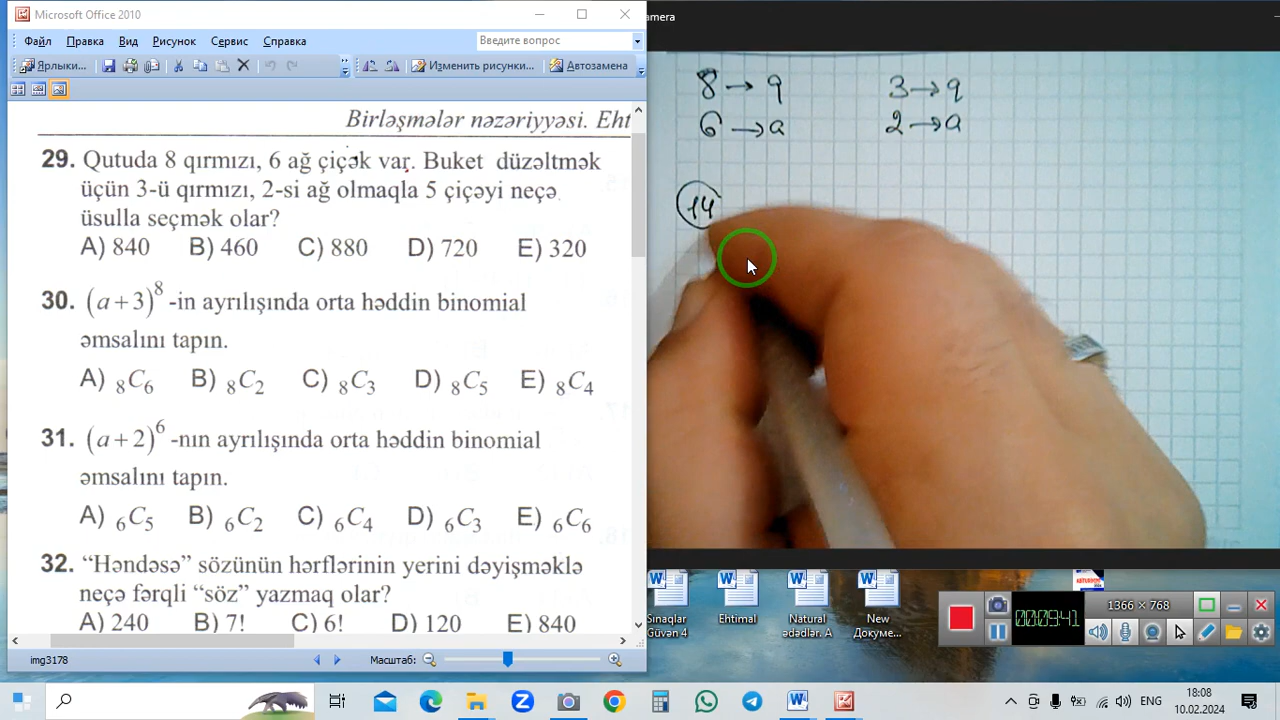 Microsoft Office 2010
Файл Правка Вид Рисунок Сервис Справка
Введите вопрос
Ярлыки...
Изменить рисунки...
Автозамена
Birləşmələr nəzəriyyəsi. Eht
29. Qutuda 8 qırmızı, 6 ağ çiçək var. Buket düzəltmək
üçün 3-ü qırmızı, 2-si ağ olmaqla 5 çiçəyi neçə
üsulla seçmək olar?
A) 840 B) 460 C) 880 D) 720 E) 320
30. (a+3)⁸ -in ayrılışında orta həddin binomial
əmsalını tapın.
A) ₈C₆ B) ₈C₂ C) ₈C₃ D) ₈C₅ E) ₈C₄
31. (a+2)⁶ -nın ayrılışında orta həddin binomial
əmsalını tapın.
A) ₆C₅ B) ₆C₂ C) ₆C₄ D) ₆C₃ E) ₆C₆
32. “Həndəsə” sözünün hərflərinin yerini dəyişməklə
neçə fərqli “söz” yazmaq olar?
A) 240 B) 7! C) 6! D) 120 E) 840
img3178
Масштаб:
amera
8 → q 3 → q
6 → a 2 → a
14
Sınaqlar
Güvən 4
Ehtimal
Natural
ədədlər. A
New
Докуме...
1366 × 768
00:09:41
ENG
18:08
10.02.2024